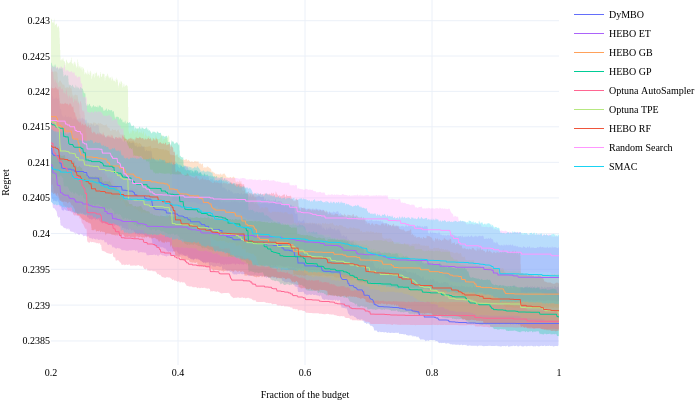 0.243
0.2425
0.242
0.2415
0.241
0.2405
0.24
0.2395
0.239
0.2385
Regret
0.2
0.4
0.6
0.8
1
Fraction of the budget
DyMBO
HEBO ET
HEBO GB
HEBO GP
Optuna AutoSampler
Optuna TPE
HEBO RF
Random Search
SMAC